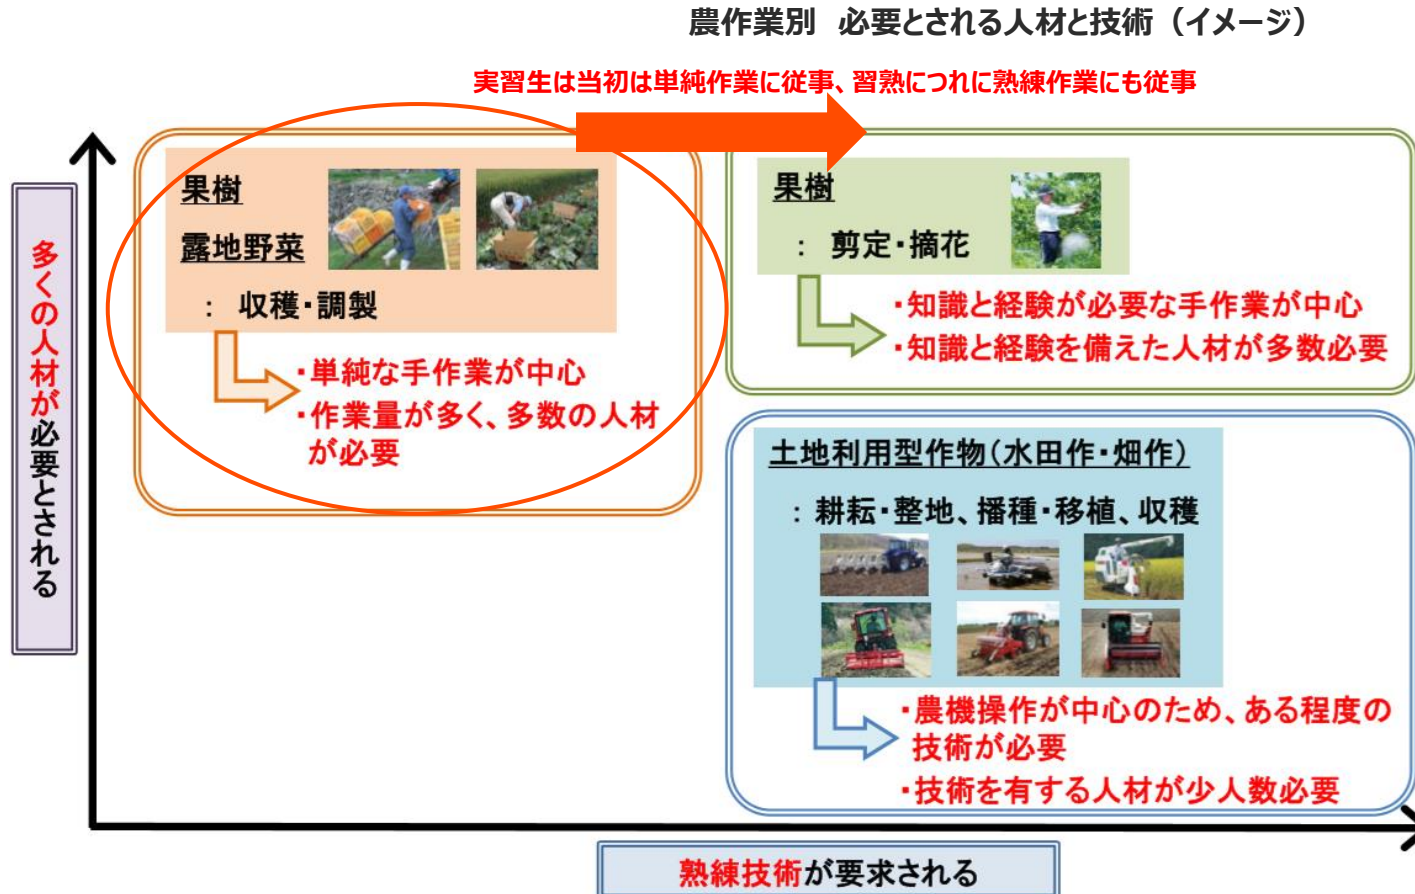 農作業別 必要とされる人材と技術（イメージ）
実習生は当初は単純作業に従事、習熟につれに熟練作業にも従事
多くの人材が必要とされる
果樹
露地野菜
： 収穫・調製
・単純な手作業が中心
・作業量が多く、多数の人材
が必要
果樹
： 剪定・摘花
・知識と経験が必要な手作業が中心
・知識と経験を備えた人材が多数必要
土地利用型作物（水田作・畑作）
：耕耘・整地、播種・移植、収穫
・農機操作が中心のため、ある程度の
技術が必要
・技術を有する人材が少人数必要
熟練技術が要求される